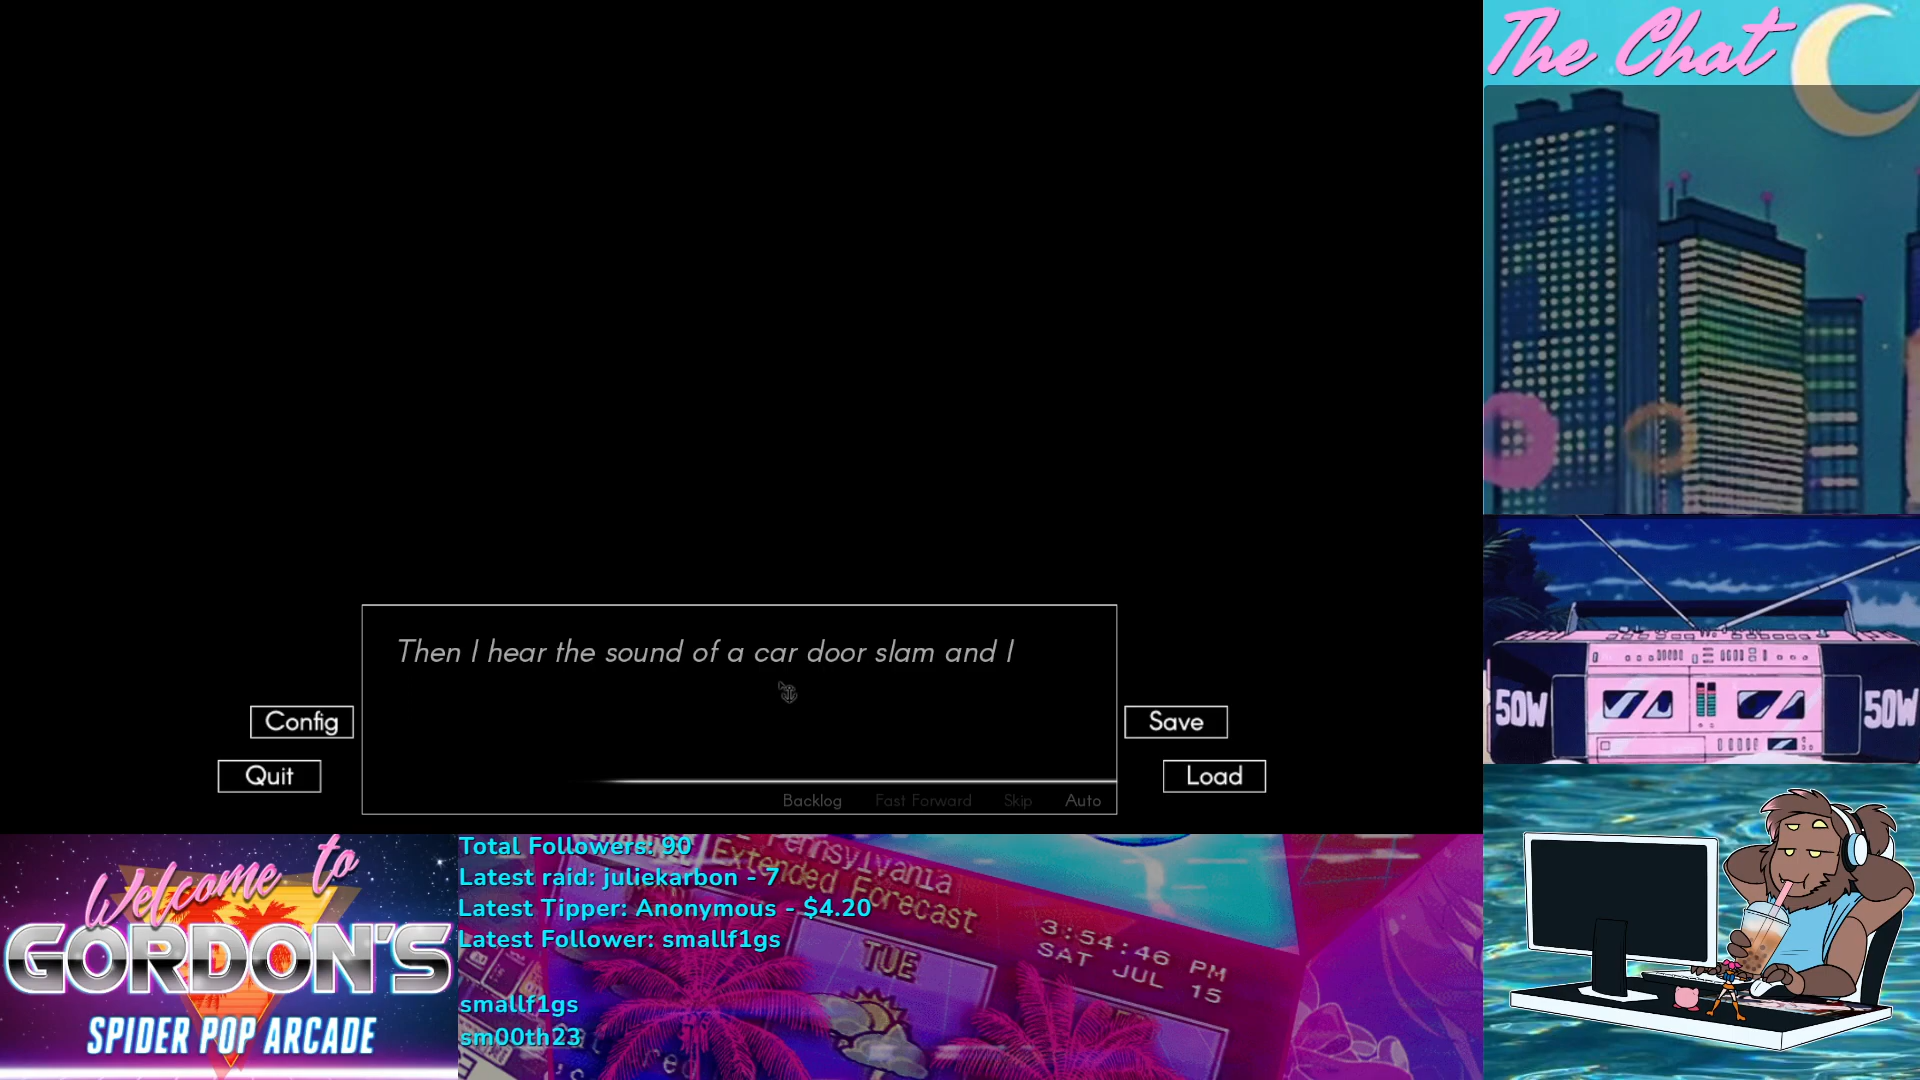 The Chat
Then I hear the sound of a car door slam and I
Config
Save
Quit
Load
Backlog
Fast Forward
Skip
Auto
50W
50W
Welcome to
GORDON'S
SPIDER POP ARCADE
Total Followers: 90
Latest raid: juliekarbon - 7
Latest Tipper: Anonymous - $4.20
Latest Follower: smallf1gs
smallf1gs
sm00th23
Pennsylvania
Extended Forecast
3:54:46 PM
SAT JUL 15
TUE